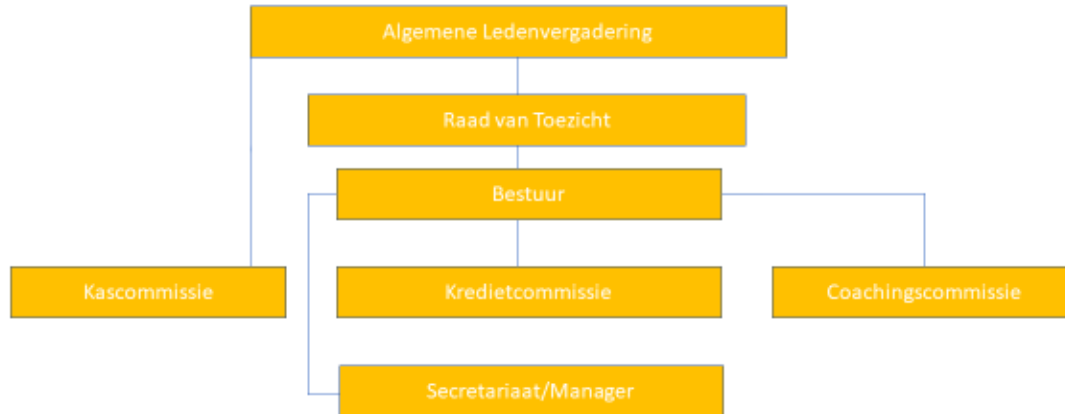 Algemene Ledenvergadering
Raad van Toezicht
Bestuur
Kascommissie
Kredietcommissie
Coachingscommissie
Secretariaat/Manager